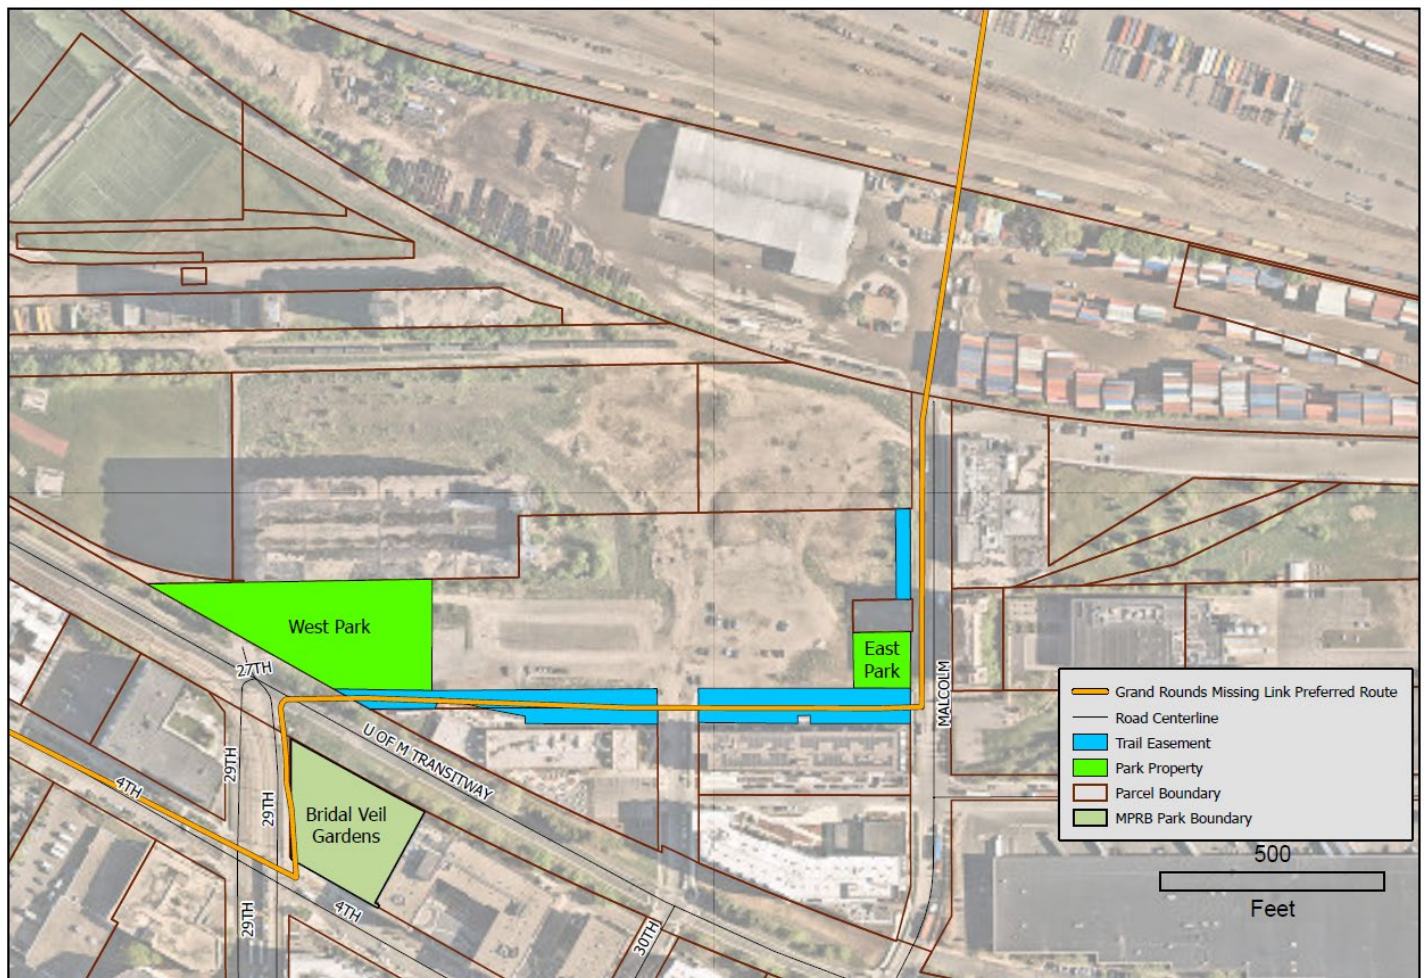 West Park
East
Park
27TH
MALCOLM
U OF M TRANSITWAY
29TH
29TH
4TH
Bridal Veil
Gardens
4TH
29TH
30TH
Grand Rounds Missing Link Preferred Route
Road Centerline
Trail Easement
Park Property
Parcel Boundary
MPRB Park Boundary
500
Feet